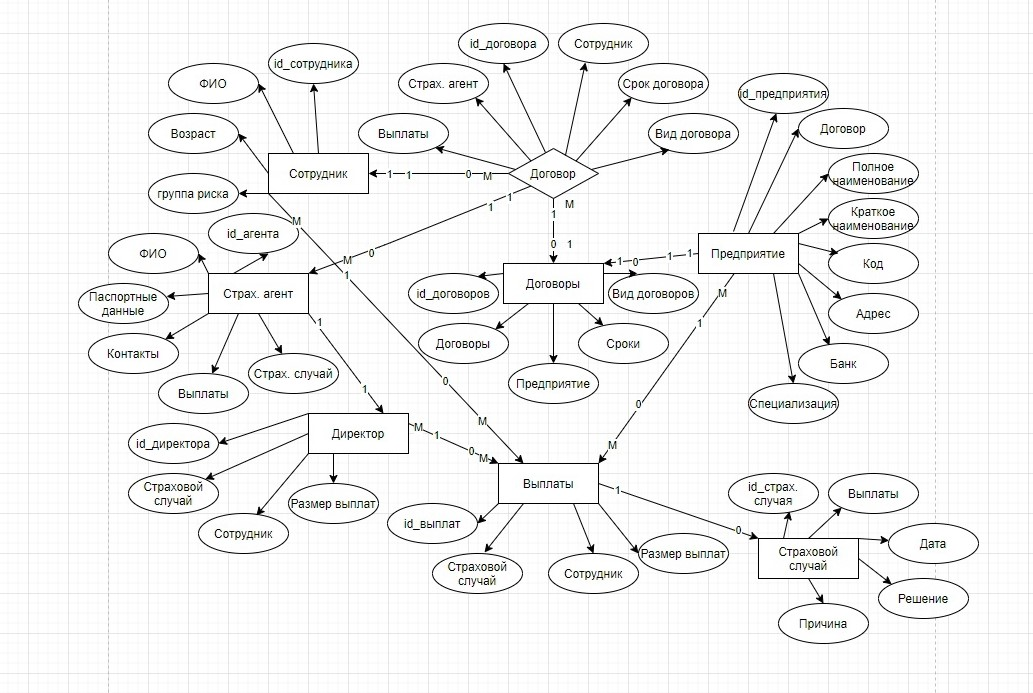 id_договора
Сотрудник
id_сотрудника
ФИО
Страх. агент
Срок договора
id_предприятия
Возраст
Выплаты
Вид договора
Договор
Сотрудник
1
1
0
M
Договор
Полное
наименование
группа риска
M
1
1
M
1
Краткое
наименование
id_агента
ФИО
M
0
0
1
1
0
1
1
Предприятие
Код
Страх. агент
1
Договоры
id_договоров
Вид договоров
M
Паспортные
данные
Адрес
1
1
Контакты
Договоры
Сроки
Страх. случай
Банк
Выплаты
1
0
Предприятие
Специализация
0
id_директора
Директор
M
1
M
0
M
M
Страховой
случай
Размер выплат
Выплаты
1
id_страх.
случая
Выплаты
Сотрудник
id_выплат
0
Дата
Страховой
случай
Сотрудник
Размер выплат
Страховой
случай
Решение
Причина